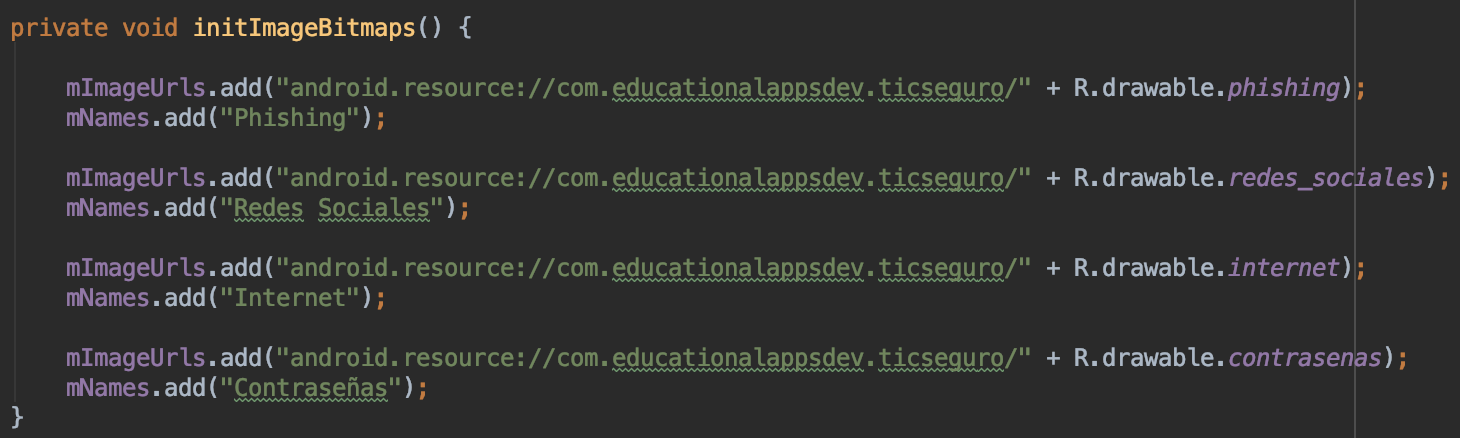 private void initImageBitmaps() {
mImageUrls.add("android.resource://com.educationalappsdev.ticseguro/" + R.drawable.phishing);
mNames.add("Phishing");
mImageUrls.add("android.resource://com.educationalappsdev.ticseguro/" + R.drawable.redes_sociales);
mNames.add("Redes Sociales");
mImageUrls.add("android.resource://com.educationalappsdev.ticseguro/" + R.drawable.internet);
mNames.add("Internet");
mImageUrls.add("android.resource://com.educationalappsdev.ticseguro/" + R.drawable.contrasenas);
mNames.add("Contraseñas");
}